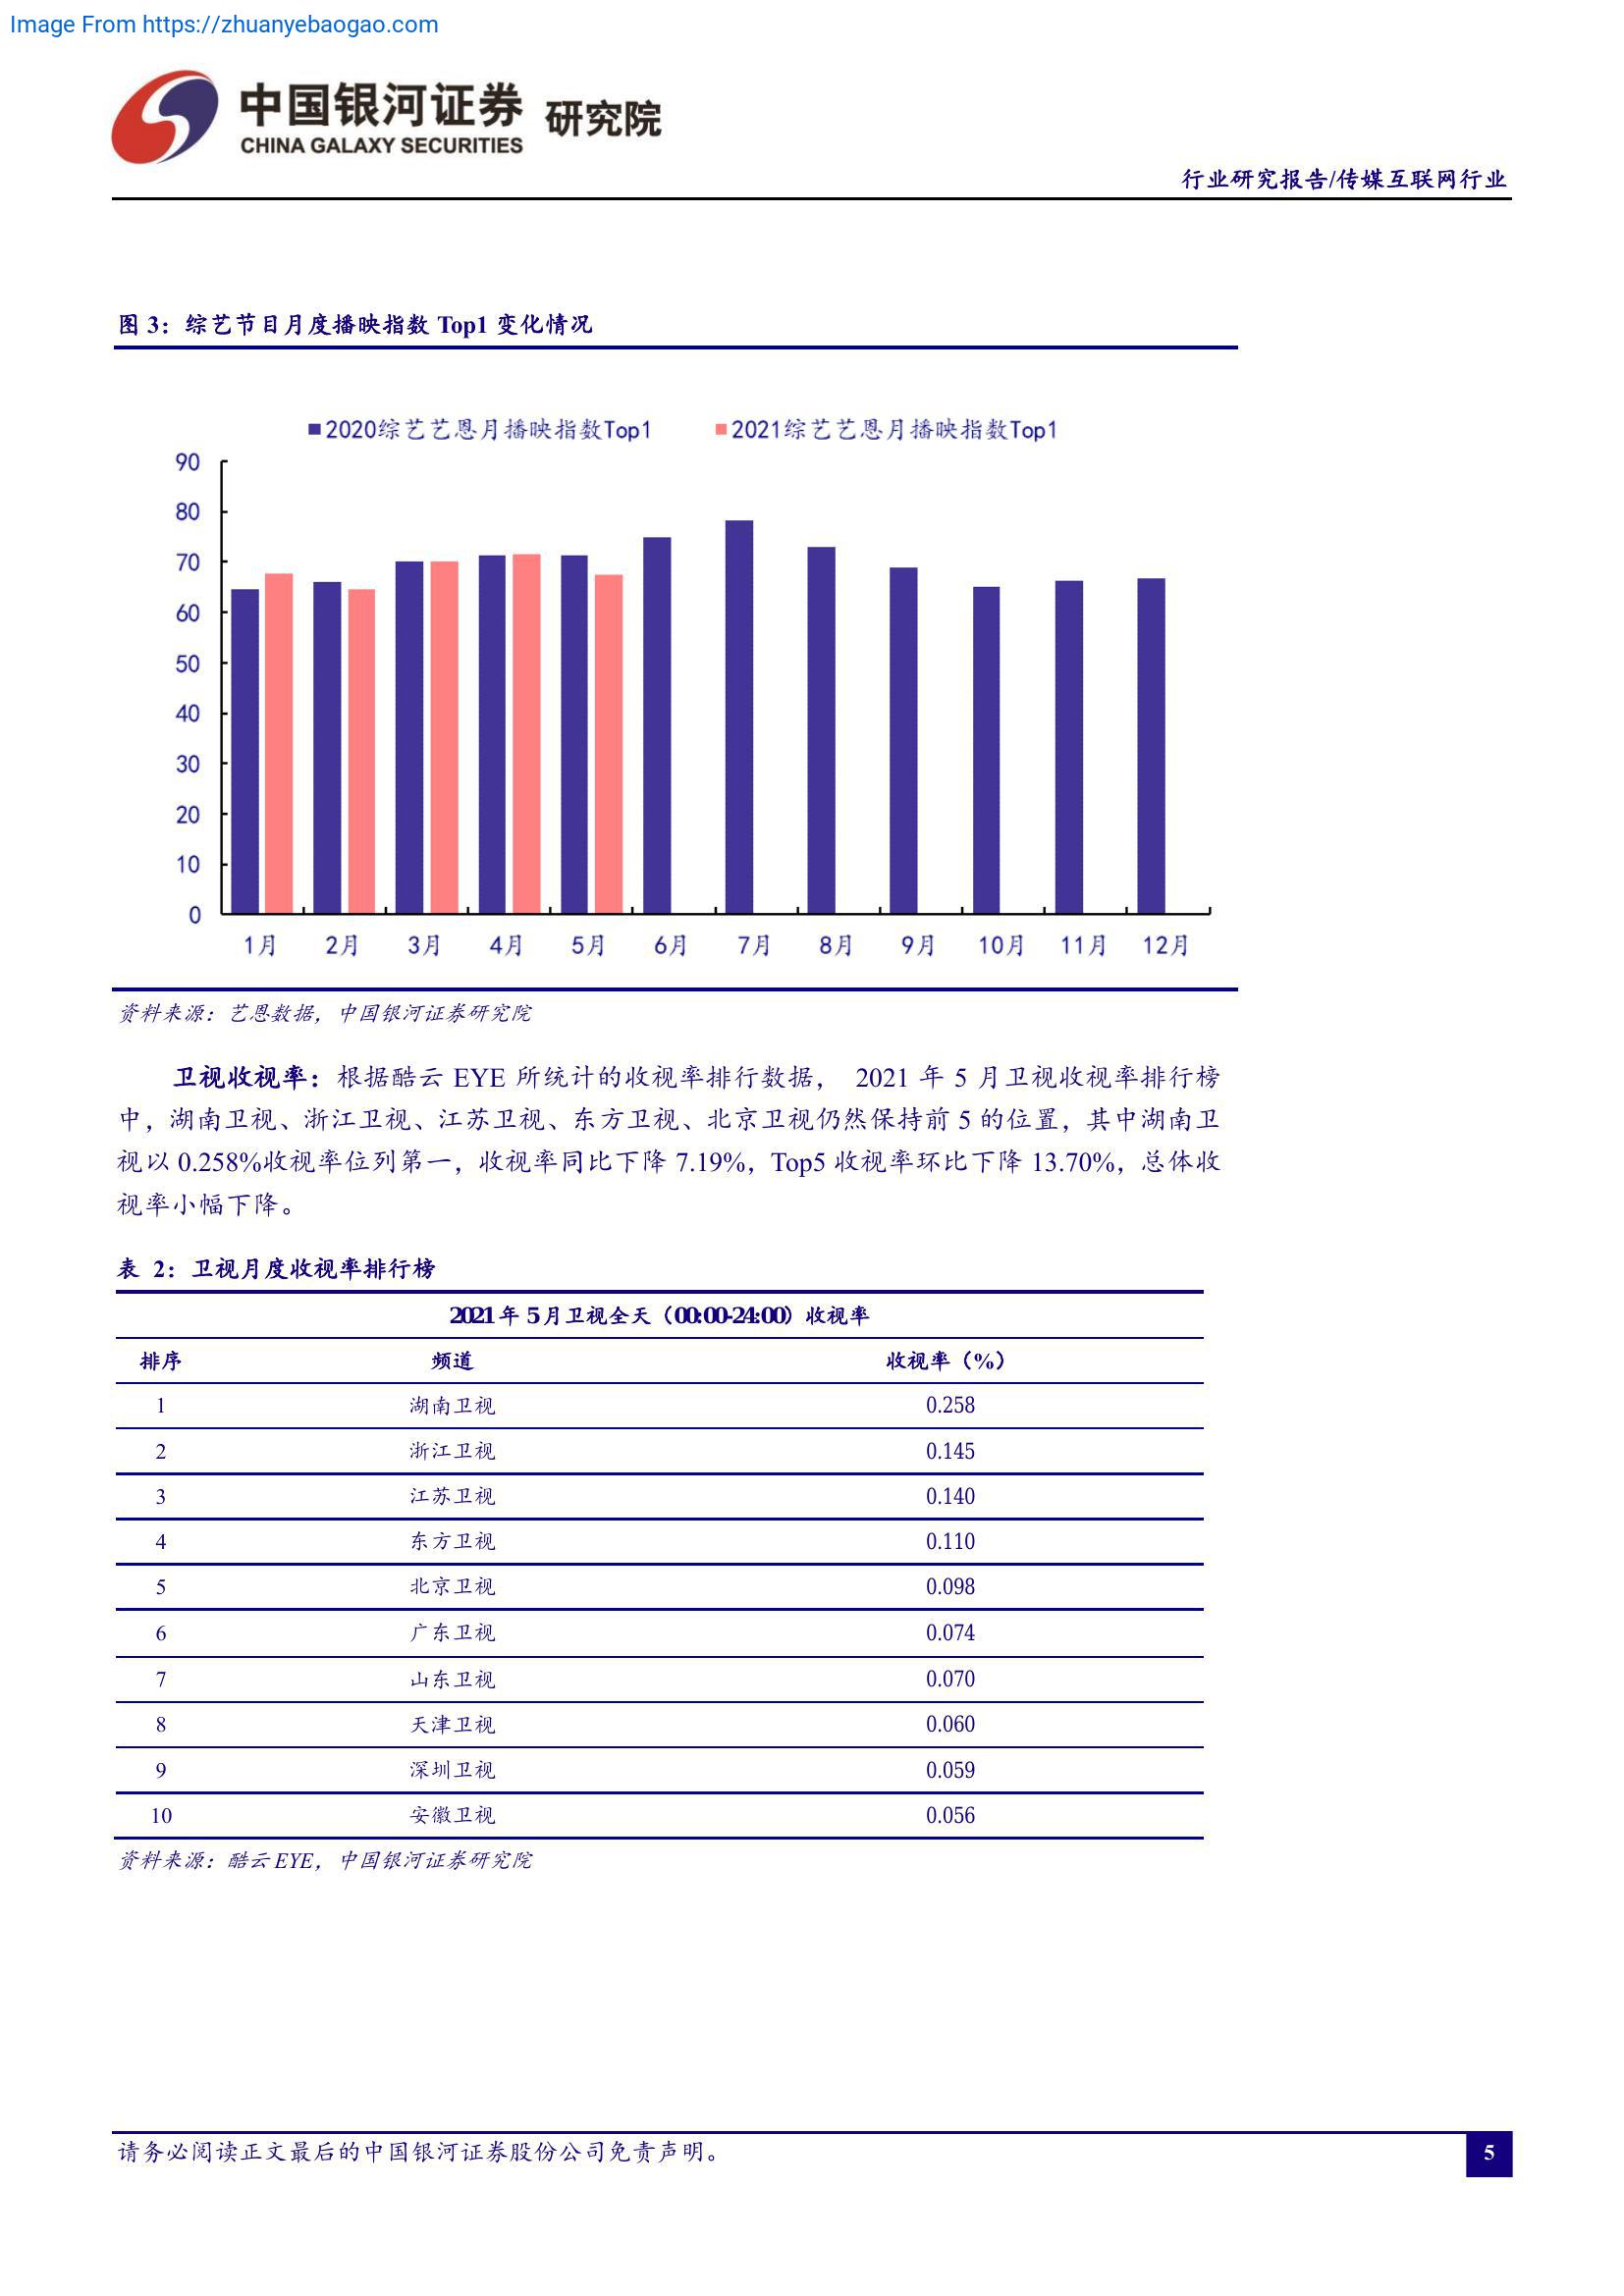 Image From https://zhuanyebaogao.com
中国银河证券 研究院
CHINA GALAXY SECURITIES
行业研究报告/传媒互联网行业
图 3：综艺节目月度播映指数 Top1 变化情况
2020综艺艺恩月播映指数Top1 2021综艺艺恩月播映指数Top1
90
80
70
60
50
40
30
20
10
0
1月 2月 3月 4月 5月 6月 7月 8月 9月 10月 11月 12月
资料来源：艺恩数据，中国银河证券研究院
卫视收视率：根据酷云 EYE 所统计的收视率排行数据， 2021 年 5 月卫视收视率排行榜
中，湖南卫视、浙江卫视、江苏卫视、东方卫视、北京卫视仍然保持前 5 的位置，其中湖南卫
视以 0.258%收视率位列第一，收视率同比下降 7.19%，Top5 收视率环比下降 13.70%，总体收
视率小幅下降。
表 2：卫视月度收视率排行榜
2021 年 5 月卫视全天（00:00-24:00）收视率
排序 频道 收视率（%）
1 湖南卫视 0.258
2 浙江卫视 0.145
3 江苏卫视 0.140
4 东方卫视 0.110
5 北京卫视 0.098
6 广东卫视 0.074
7 山东卫视 0.070
8 天津卫视 0.060
9 深圳卫视 0.059
10 安徽卫视 0.056
资料来源：酷云 EYE，中国银河证券研究院
请务必阅读正文最后的中国银河证券股份公司免责声明。
5